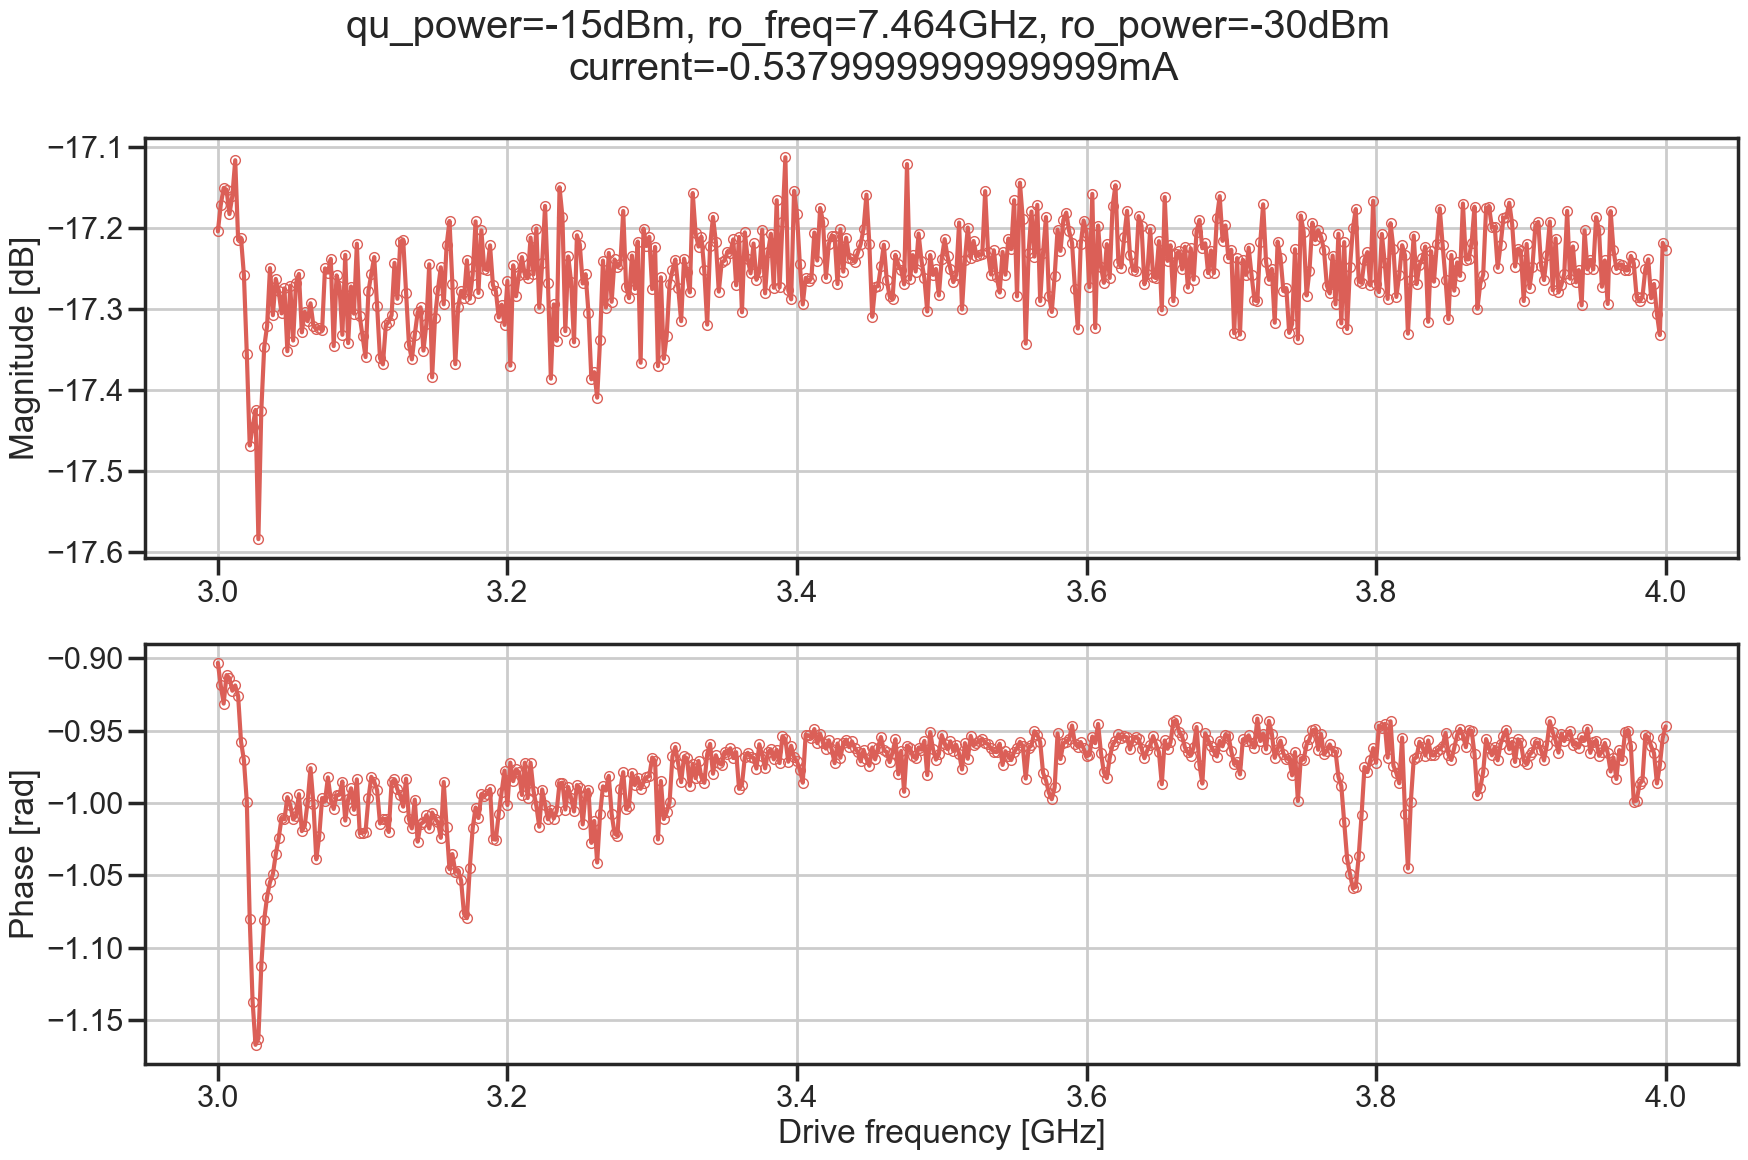 qu_power=-15dBm, ro_freq=7.464GHz, ro_power=-30dBm
current=-0.5379999999999999mA
−17.1
−17.2
−17.3
−17.4
−17.5
−17.6
Magnitude [dB]
3.0 3.2 3.4 3.6 3.8 4.0
−0.90
−0.95
−1.00
−1.05
−1.10
−1.15
Phase [rad]
3.0 3.2 3.4 3.6 3.8 4.0
Drive frequency [GHz]